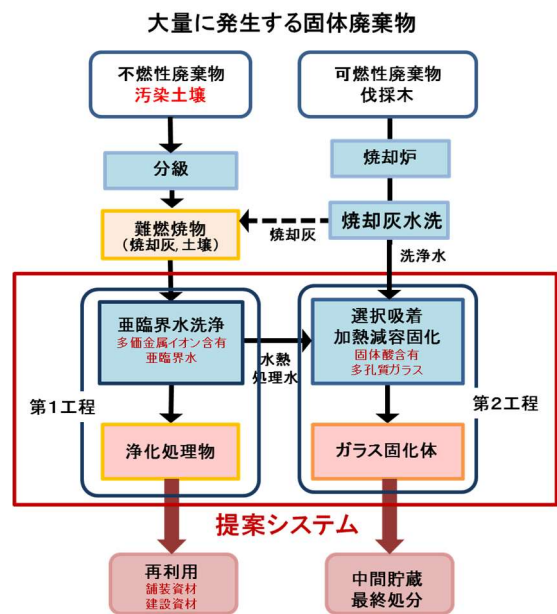 大量に発生する固体廃棄物
不燃性廃棄物
汚染土壌
可燃性廃棄物
伐採木
分級
焼却炉
難燃焼物
(焼却灰,土壌)
焼却灰
焼却灰水洗
洗浄水
亜臨界水洗浄
多価金属イオン含有
亜臨界水
水熱
処理水
選択吸着
加熱減容固化
固体酸含有
多孔質ガラス
第1工程
第2工程
浄化処理物
ガラス固化体
提案システム
再利用
舗装資材
建設資材
中間貯蔵
最終処分